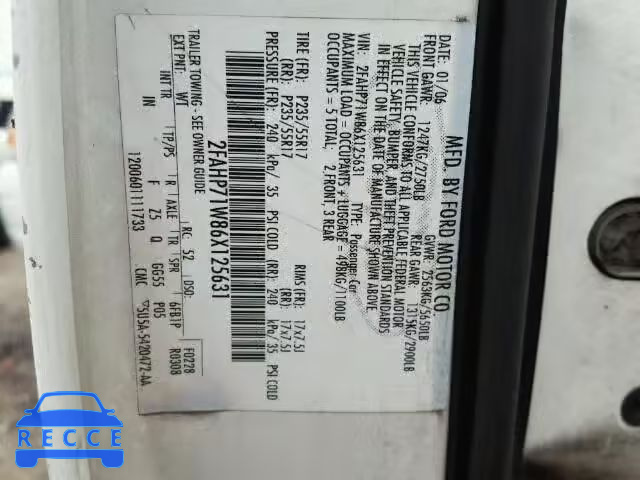 MFD. BY FORD MOTOR CO.
DATE: 01/06 GVWR: 2563KG/5650LB
FRONT GAWR: 1247KG/2750LB REAR GAWR: 1315KG/2900LB
THIS VEHICLE CONFORMS TO ALL APPLICABLE FEDERAL MOTOR
VEHICLE SAFETY, BUMPER, AND THEFT PREVENTION STANDARDS
IN EFFECT ON THE DATE OF MANUFACTURE SHOWN ABOVE
VIN: 2FAHP71W86X125631 TYPE: Passenger Car
MAXIMUM LOAD = OCCUPANTS + LUGGAGE = 498KG/1100LB
OCCUPANTS = 5 TOTAL, 2 FRONT, 3 REAR
TIRE (FR): P235/55R17 RIMS (FR): 17x7.5J
(RR): P235/55R17 (RR): 17x7.5J
PRESSURE (FR): 240 kPa/ 35 PSI COLD (RR): 240 kPa/35 PSI COLD
2FAHP71W86X125631
TRAILER TOWING - SEE OWNER GUIDE
EXT PNT: WT RC: 52 DSO: F0228
INT TR TP/PS R AXLE TR SPR 6FB1P R0308
F Z5 Q GG55 P05
1200601111733 CMC 5U5A-5420472-AA
RECCE